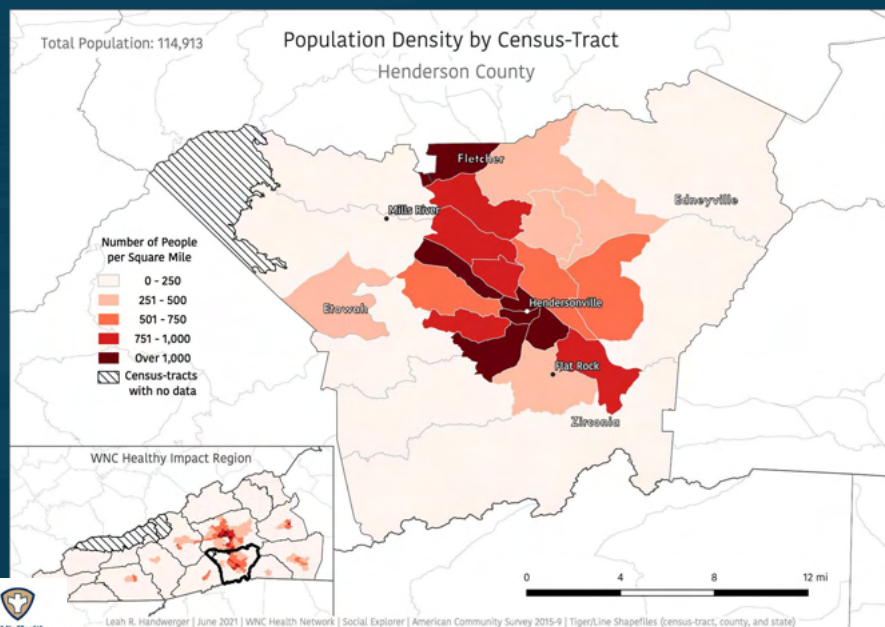 Total Population: 114,913
Population Density by Census-Tract
Henderson County
Fletcher
Edneyville
Mills River
Number of People
per Square Mile
0 - 250
251 - 500
501 - 750
751 - 1,000
Over 1,000
Census-tracts
with no data
Etowah
Hendersonville
Flat Rock
Zirconia
WNC Healthy Impact Region
0 4 8 12 mi
Leah R. Handwerger | June 2021 | WNC Health Network | Social Explorer | American Community Survey 2015-9 | Tiger/Line Shapefiles (census-tract, county, and state)